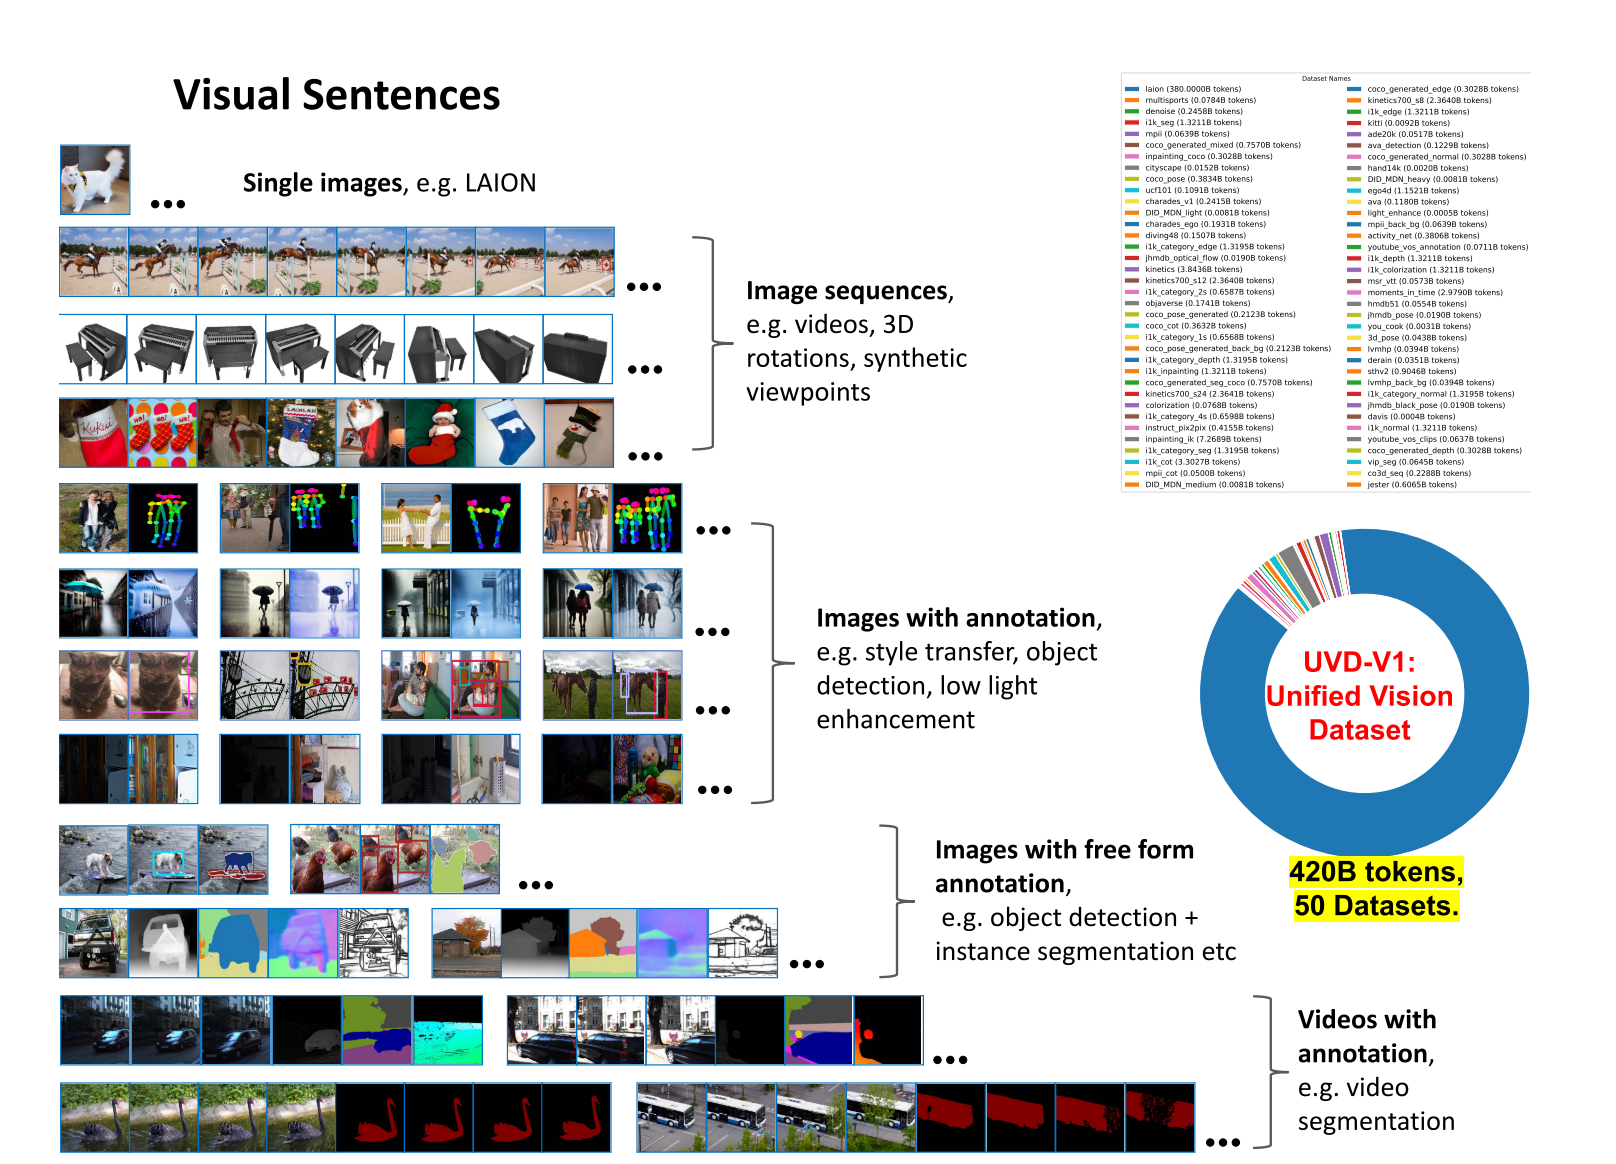 Visual Sentences
Single images, e.g. LAION
Image sequences,
e.g. videos, 3D
rotations, synthetic
viewpoints
Images with annotation,
e.g. style transfer, object
detection, low light
enhancement
Images with free form
annotation,
e.g. object detection +
instance segmentation etc
Videos with
annotation,
e.g. video
segmentation
Dataset Names
laion (380.0000B tokens)
multisports (0.0784B tokens)
denoise (0.2458B tokens)
i1k_seg (1.3211B tokens)
mpii (0.0639B tokens)
coco_generated_mixed (0.7570B tokens)
inpainting_coco (0.3028B tokens)
cityscape (0.0152B tokens)
coco_pose (0.3834B tokens)
ucf101 (0.1091B tokens)
charades_v1 (0.2415B tokens)
DID_MDN_light (0.0081B tokens)
charades_ego (0.1931B tokens)
diving48 (0.1507B tokens)
i1k_category_edge (1.3195B tokens)
jhmdb_optical_flow (0.0190B tokens)
kinetics (3.8436B tokens)
kinetics700_s12 (2.3640B tokens)
i1k_category_2s (0.6587B tokens)
objaverse (0.1741B tokens)
coco_pose_generated (0.2123B tokens)
coco_cot (0.3632B tokens)
i1k_category_1s (0.6568B tokens)
coco_pose_generated_back_bg (0.2123B tokens)
i1k_category_depth (1.3195B tokens)
i1k_inpainting (1.3211B tokens)
coco_generated_seg_coco (0.7570B tokens)
kinetics700_s24 (2.3641B tokens)
colorization (0.0768B tokens)
i1k_category_4s (0.6598B tokens)
instruct_pix2pix (0.4155B tokens)
inpainting_ik (7.2689B tokens)
i1k_category_seg (1.3195B tokens)
i1k_cot (3.3027B tokens)
mpii_cot (0.0500B tokens)
DID_MDN_medium (0.0081B tokens)
coco_generated_edge (0.3028B tokens)
kinetics700_s8 (2.3640B tokens)
i1k_edge (1.3211B tokens)
kitti (0.0092B tokens)
ade20k (0.0517B tokens)
ava_detection (0.1229B tokens)
coco_generated_normal (0.3028B tokens)
hand14k (0.0020B tokens)
DID_MDN_heavy (0.0081B tokens)
ego4d (1.1521B tokens)
ava (0.1180B tokens)
light_enhance (0.0005B tokens)
mpii_back_bg (0.0639B tokens)
activity_net (0.3806B tokens)
youtube_vos_annotation (0.0711B tokens)
i1k_depth (1.3211B tokens)
i1k_colorization (1.3211B tokens)
msr_vtt (0.0573B tokens)
moments_in_time (2.9790B tokens)
hmdb51 (0.0554B tokens)
jhmdb_pose (0.0190B tokens)
you_cook (0.0031B tokens)
3d_pose (0.0438B tokens)
lvmhp (0.0394B tokens)
derain (0.0351B tokens)
sthv2 (0.9046B tokens)
lvmhp_back_bg (0.0394B tokens)
i1k_category_normal (1.3195B tokens)
jhmdb_black_pose (0.0190B tokens)
davis (0.0004B tokens)
i1k_normal (1.3211B tokens)
youtube_vos_clips (0.0637B tokens)
coco_generated_depth (0.3028B tokens)
vip_seg (0.0645B tokens)
co3d_seq (0.2288B tokens)
jester (0.6065B tokens)
UVD-V1:
Unified Vision
Dataset
420B tokens,
50 Datasets.